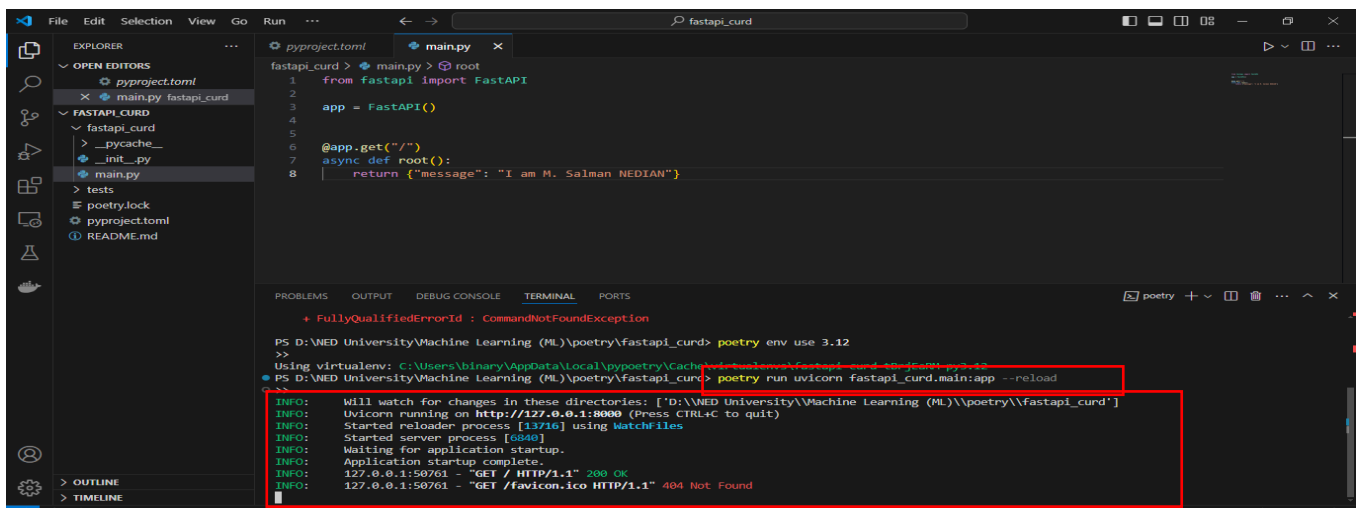 File Edit Selection View Go Run ··· fastapi_curd
EXPLORER ···
OPEN EDITORS
pyproject.toml
main.py fastapi_curd
FASTAPI_CURD
fastapi_curd
__pycache__
__init__.py
main.py
tests
poetry.lock
pyproject.toml
README.md
OUTLINE
TIMELINE
pyproject.toml main.py
fastapi_curd > main.py > root
1 from fastapi import FastAPI
2
3 app = FastAPI()
4
5
6 @app.get("/")
7 async def root():
8 return {"message": "I am M. Salman NEDIAN"}
PROBLEMS OUTPUT DEBUG CONSOLE TERMINAL PORTS poetry
+ FullyQualifiedErrorId : CommandNotFoundException
PS D:\NED University\Machine Learning (ML)\poetry\fastapi_curd> poetry env use 3.12
>>
Using virtualenv: C:\Users\binary\AppData\Local\pypoetry\Cache\virtualenvs\
PS D:\NED University\Machine Learning (ML)\poetry\fastapi_curd> poetry run uvicorn fastapi_curd.main:app --reload
>>
INFO: Will watch for changes in these directories: ['D:\\NED University\\Machine Learning (ML)\\poetry\\fastapi_curd']
INFO: Uvicorn running on http://127.0.0.1:8000 (Press CTRL+C to quit)
INFO: Started reloader process [13716] using WatchFiles
INFO: Started server process [6840]
INFO: Waiting for application startup.
INFO: Application startup complete.
INFO: 127.0.0.1:50761 - "GET / HTTP/1.1" 200 OK
INFO: 127.0.0.1:50761 - "GET /favicon.ico HTTP/1.1" 404 Not Found